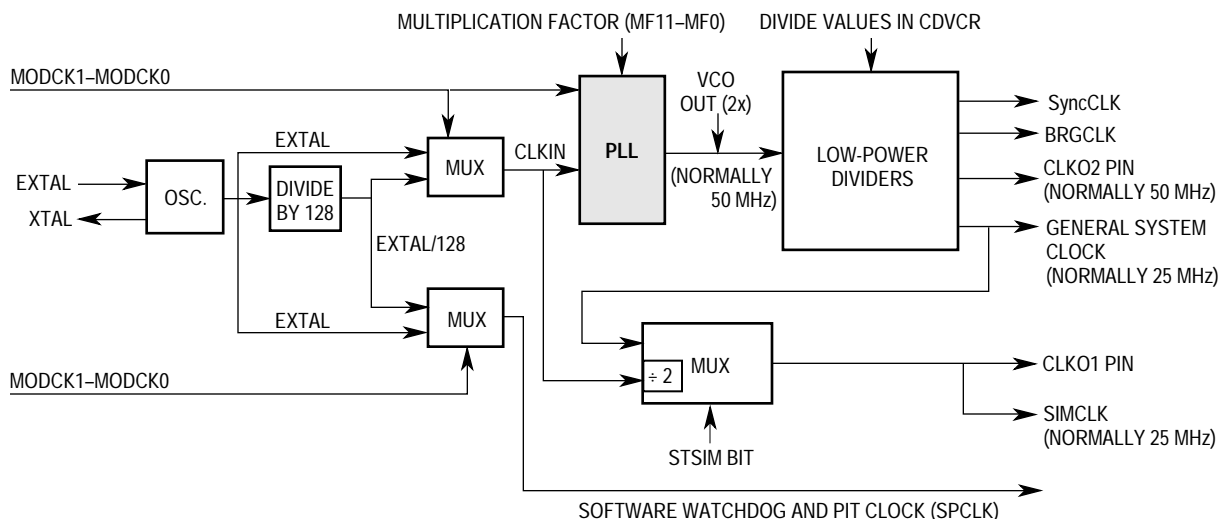 MULTIPLICATION FACTOR (MF11–MF0)
DIVIDE VALUES IN CDVCR
MODCK1–MODCK0
VCO
OUT (2x)
SyncCLK
EXTAL
MUX
CLKIN
PLL
BRGCLK
LOW-POWER
DIVIDERS
EXTAL
OSC.
DIVIDE
BY 128
(NORMALLY
50 MHz)
CLKO2 PIN
(NORMALLY 50 MHz)
XTAL
EXTAL/128
GENERAL SYSTEM
CLOCK
(NORMALLY 25 MHz)
EXTAL
MUX
÷ 2
MUX
CLKO1 PIN
MODCK1–MODCK0
SIMCLK
(NORMALLY 25 MHz)
STSIM BIT
SOFTWARE WATCHDOG AND PIT CLOCK (SPCLK)